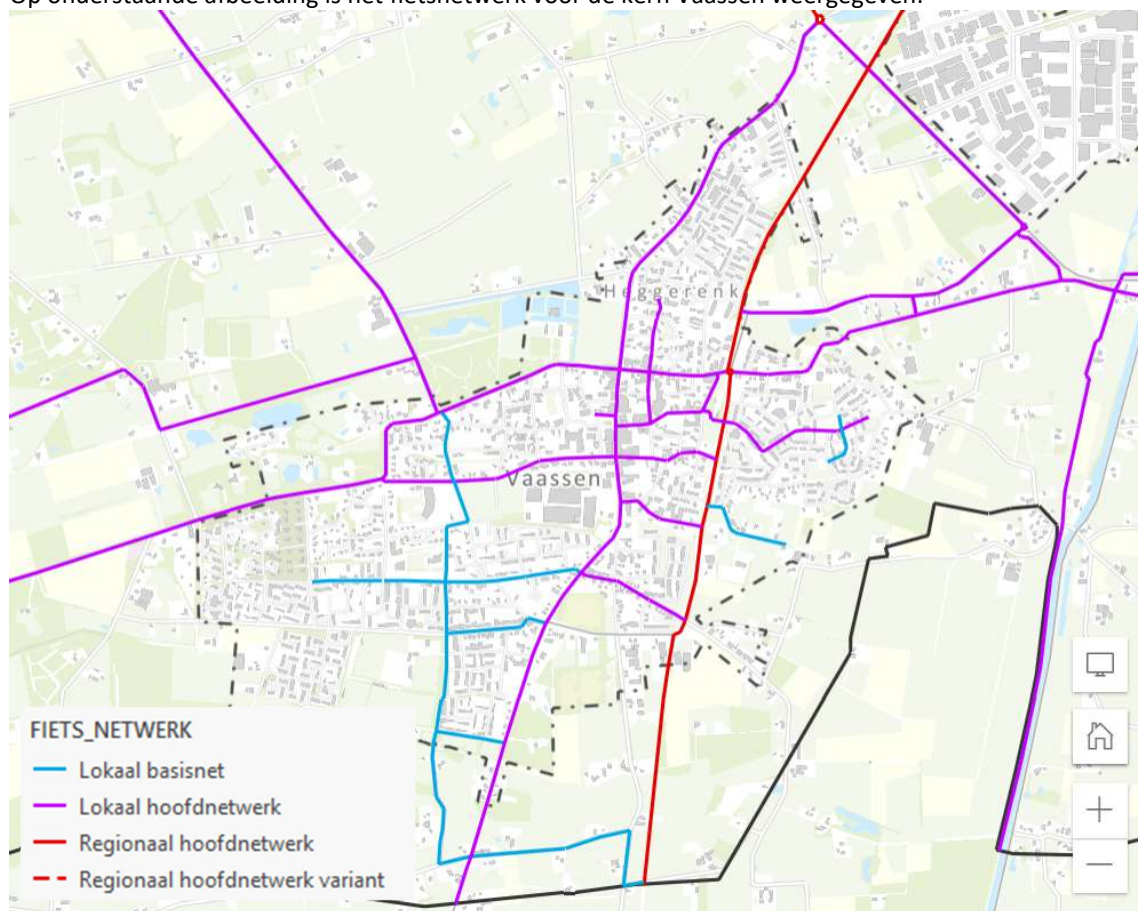 Op onderstaande afbeelding is het fietsnetwerk voor de kern Vaassen weergegeven.
Heggerenk
Vaassen
FIETS_NETWERK
Lokaal basisnet
Lokaal hoofdnetwerk
Regionaal hoofdnetwerk
Regionaal hoofdnetwerk variant